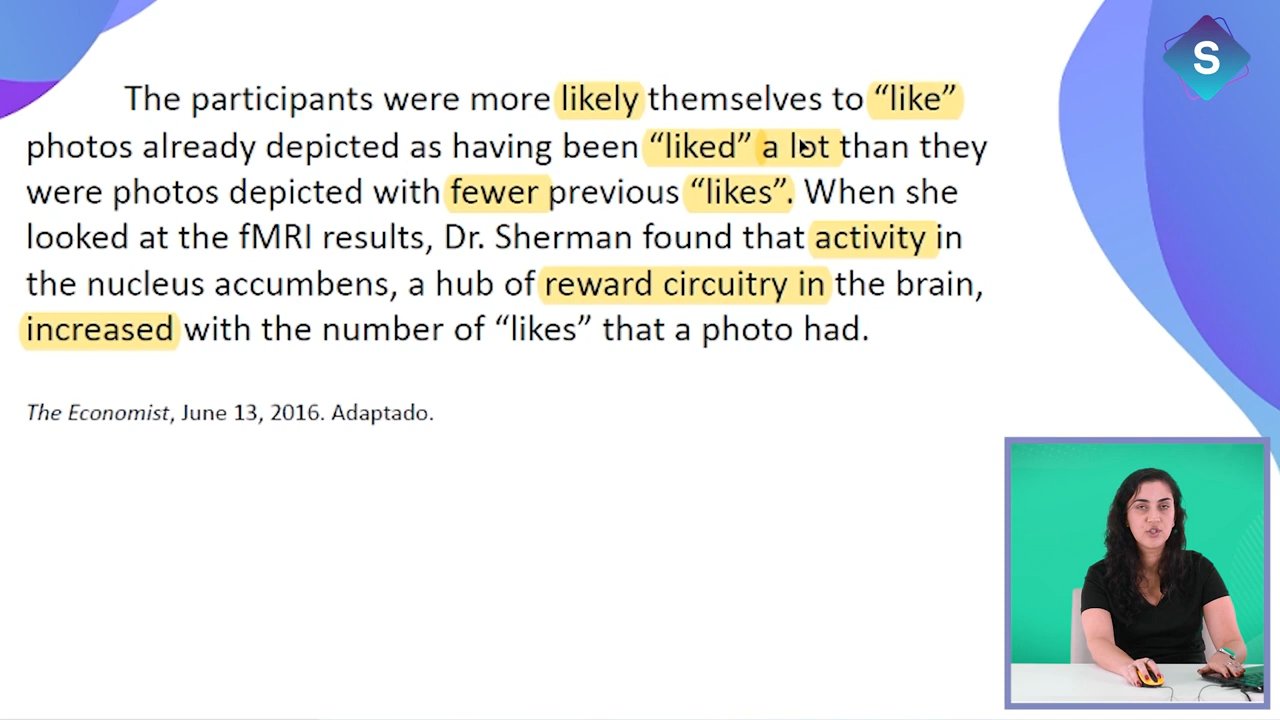 S
The participants were more likely themselves to “like”
photos already depicted as having been “liked” a lot than they
were photos depicted with fewer previous “likes”. When she
looked at the fMRI results, Dr. Sherman found that activity in
the nucleus accumbens, a hub of reward circuitry in the brain,
increased with the number of “likes” that a photo had.
The Economist, June 13, 2016. Adaptado.